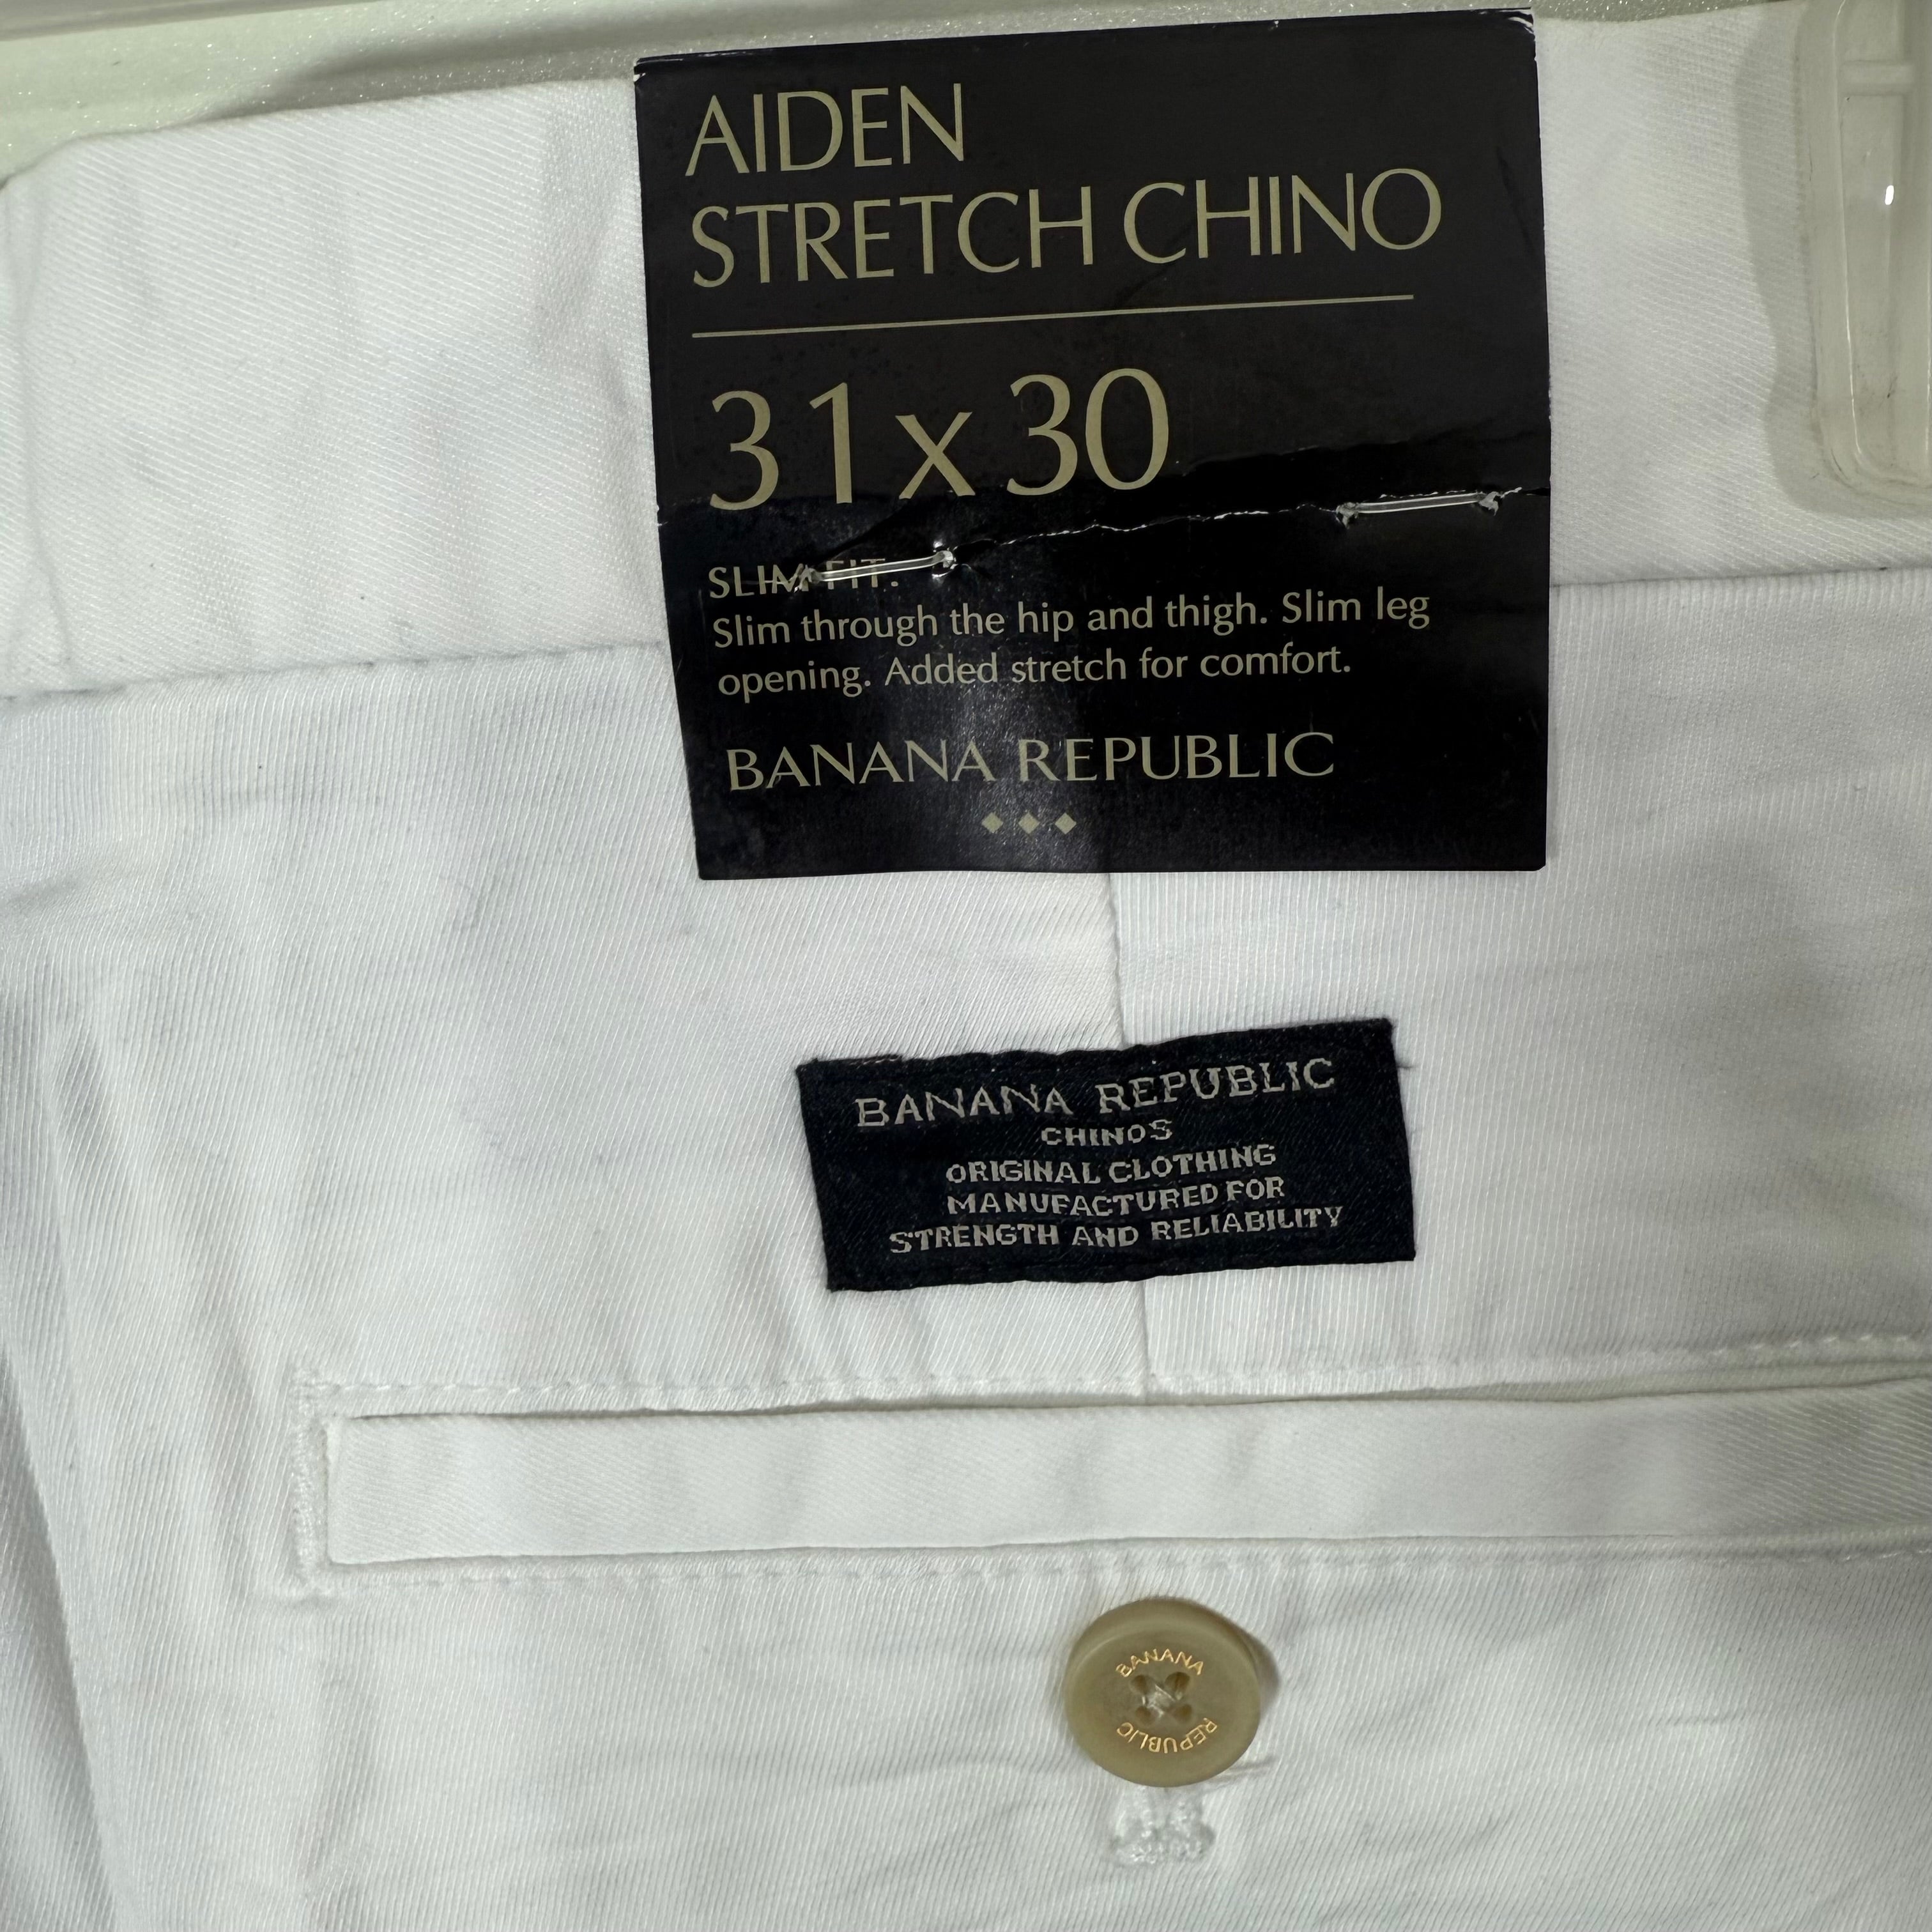 AIDEN
STRETCH CHINO
31 x 30
SLIM FIT:
Slim through the hip and thigh. Slim leg
opening. Added stretch for comfort.
BANANA REPUBLIC
BANANA REPUBLIC
CHINOS
ORIGINAL CLOTHING
MANUFACTURED FOR
STRENGTH AND RELIABILITY
BANANA
REPUBLIC